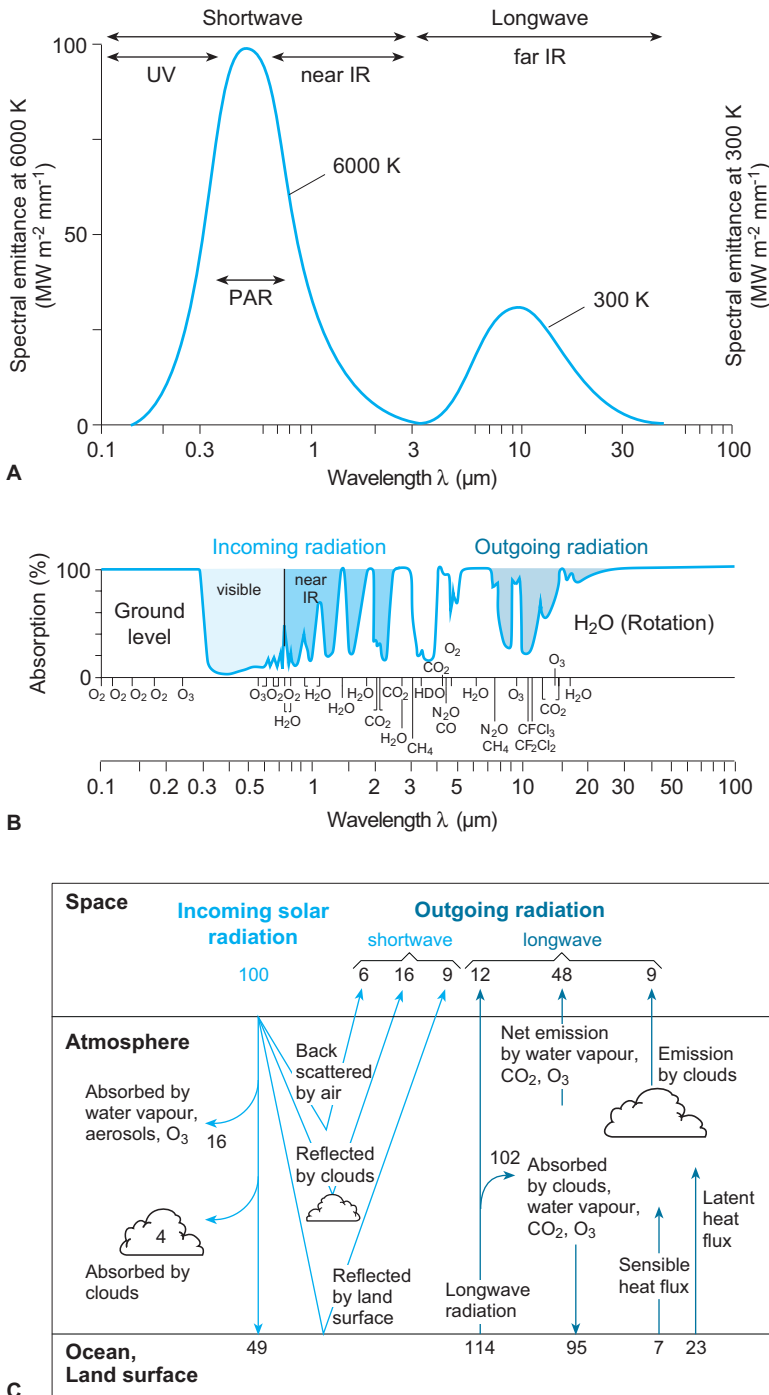 Shortwave
Longwave
UV
near IR
far IR
100
50
0
Spectral emittance at 6000 K
(MW m-2 mm-1)
Spectral emittance at 300 K
(MW m-2 mm-1)
6000 K
PAR
300 K
0.1 0.3 1 3 10 30 100
Wavelength λ (µm)
A
Incoming radiation
Outgoing radiation
Absorption (%)
100
0
Ground
level
visible
near
IR
H2O (Rotation)
O2 O2 O2 O2 O3
O3 O2 O2
H2O
H2O
H2O
H2O
CO2
CO2
H2O
CH4
HDO
CO2
O2
N2O
CO
H2O
N2O
CH4
O3
CFCl3
CF2Cl2
O3
CO2
H2O
0.1 0.2 0.3 0.5 1 2 3 5 10 20 30 50 100
Wavelength λ (µm)
B
Space
Incoming solar
radiation
100
Outgoing radiation
shortwave
longwave
6 16 9 12 48 9
Atmosphere
Absorbed by
water vapour,
aerosols, O3
16
4
Absorbed by
clouds
Back
scattered
by air
Reflected
by clouds
Reflected
by land
surface
Net emission
by water vapour,
CO2, O3
Emission
by clouds
102
Absorbed
by clouds,
water vapour,
CO2, O3
Longwave
radiation
Sensible
heat flux
Latent
heat
flux
Ocean,
Land surface
49 114 95 7 23
C